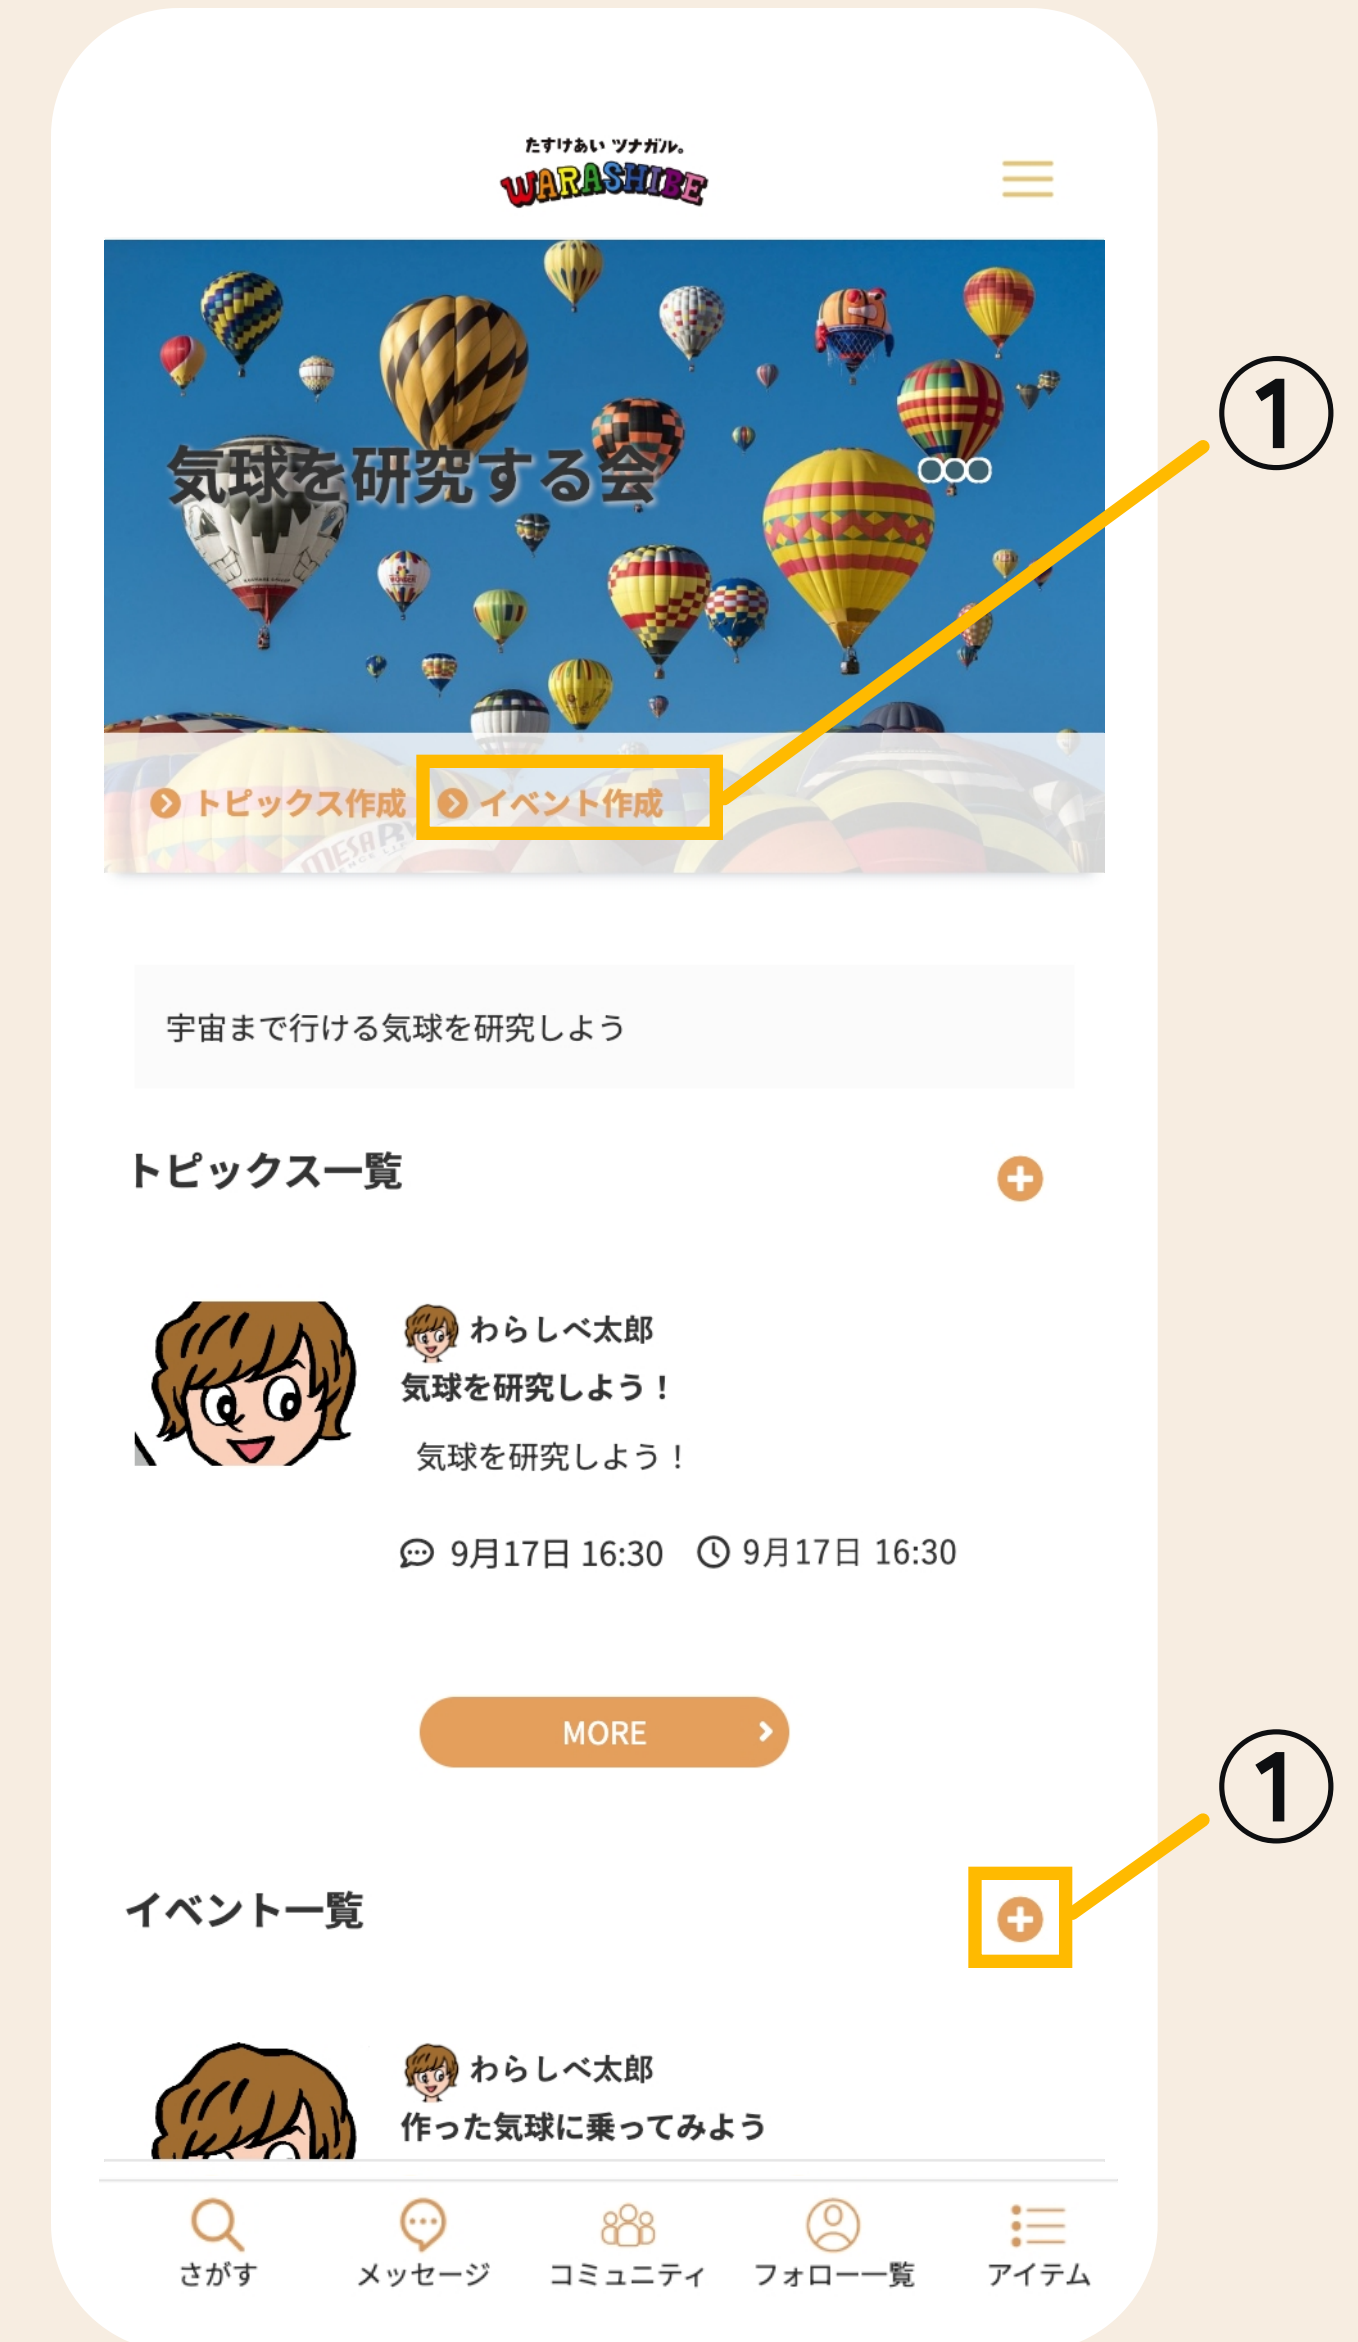 たすけあい ツナガル。
WARASHIBE
①
気球を研究する会
トピックス作成 イベント作成
宇宙まで行ける気球を研究しよう
トピックス一覧
わらしべ太郎
気球を研究しよう！
気球を研究しよう！
9月17日 16:30 9月17日 16:30
MORE
①
イベント一覧
わらしべ太郎
作った気球に乗ってみよう
さがす メッセージ コミュニティ フォロー一覧 アイテム